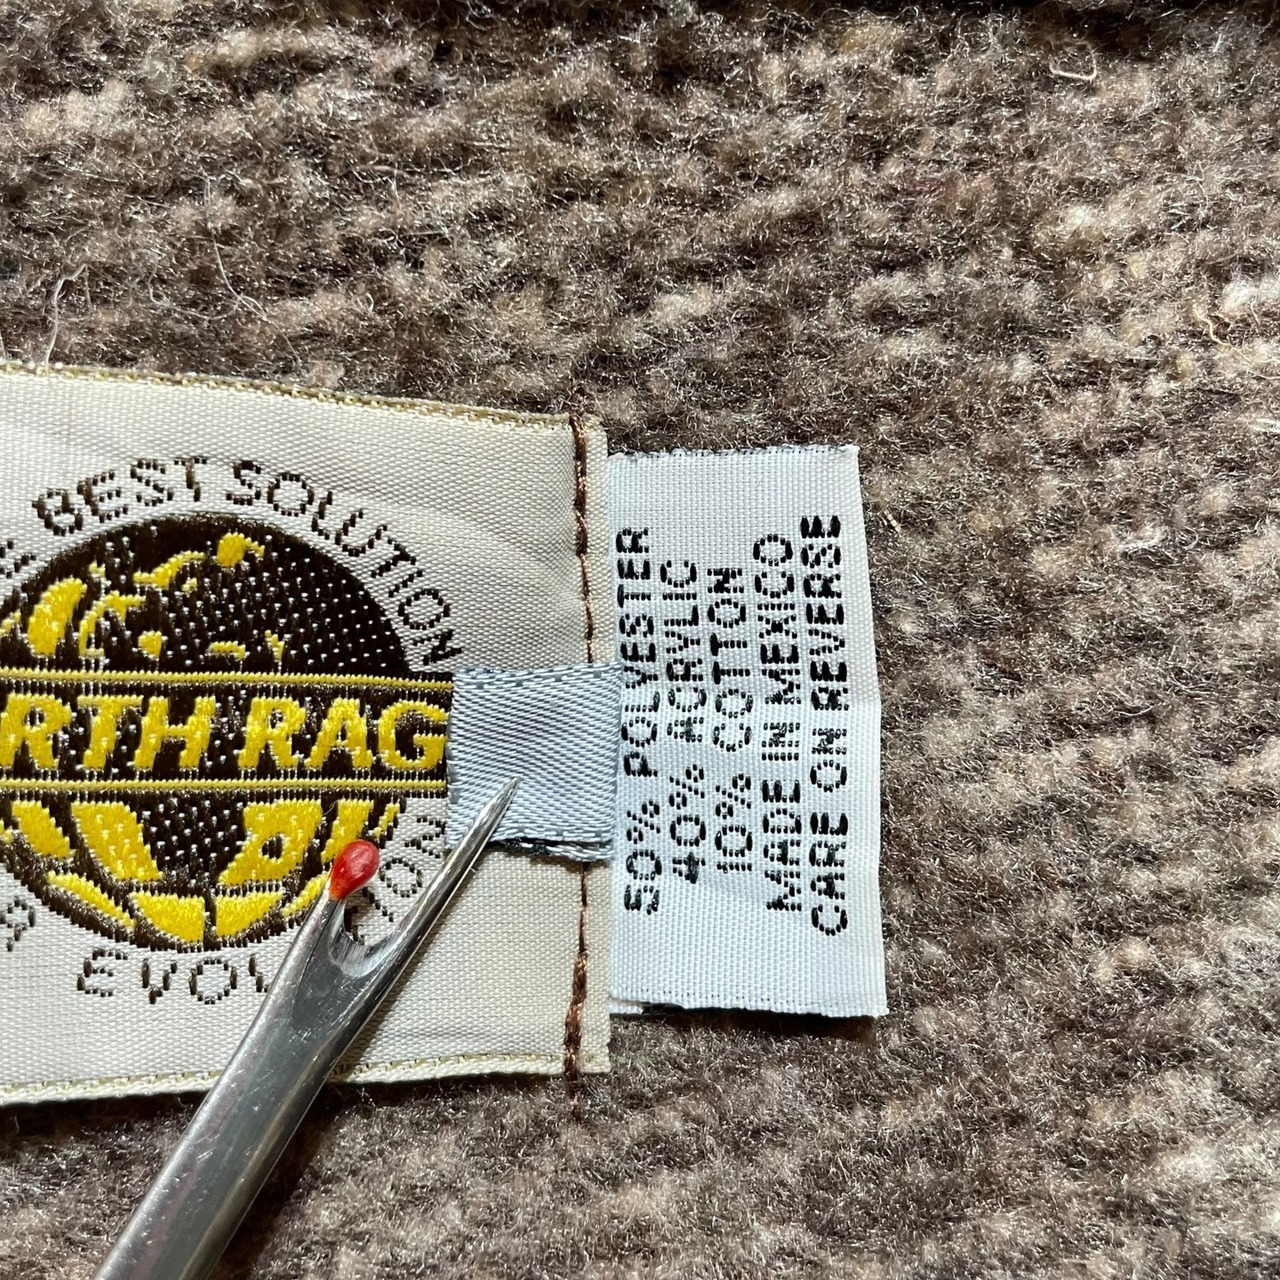 BEST SOLUTION
RTH RAG
EVOL
50% POLYESTER
40% ACRYLIC
10% COTTON
MADE IN MEXICO
CARE ON REVERSE